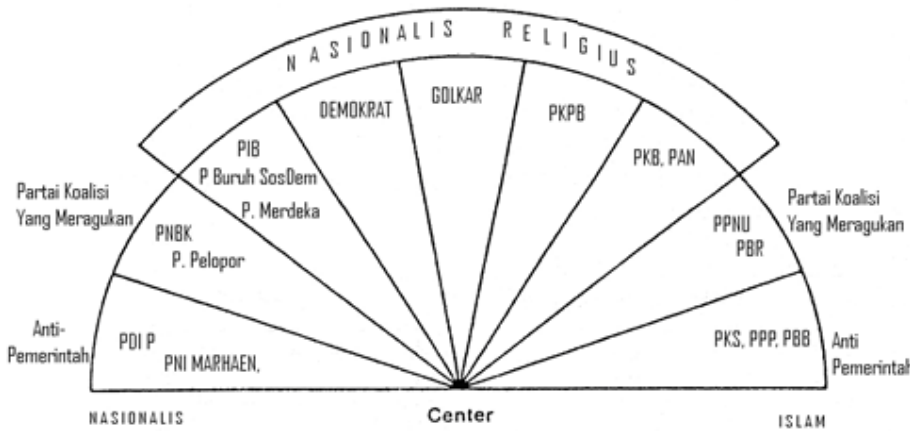 NASIONALIS RELIGIUS
DEMOKRAT
GOLKAR
PKPB
PIB
P Buruh SosDem
P. Merdeka
PKB, PAN
Partai Koalisi
Yang Meragukan
PNBK
P. Pelopor
PPNU
PBR
Partai Koalisi
Yang Meragukan
Anti-
Pemerintah
PDI P
PNI MARHAEN,
PKS, PPP, PBB
Anti
Pemerintah
NASIONALIS
Center
ISLAM